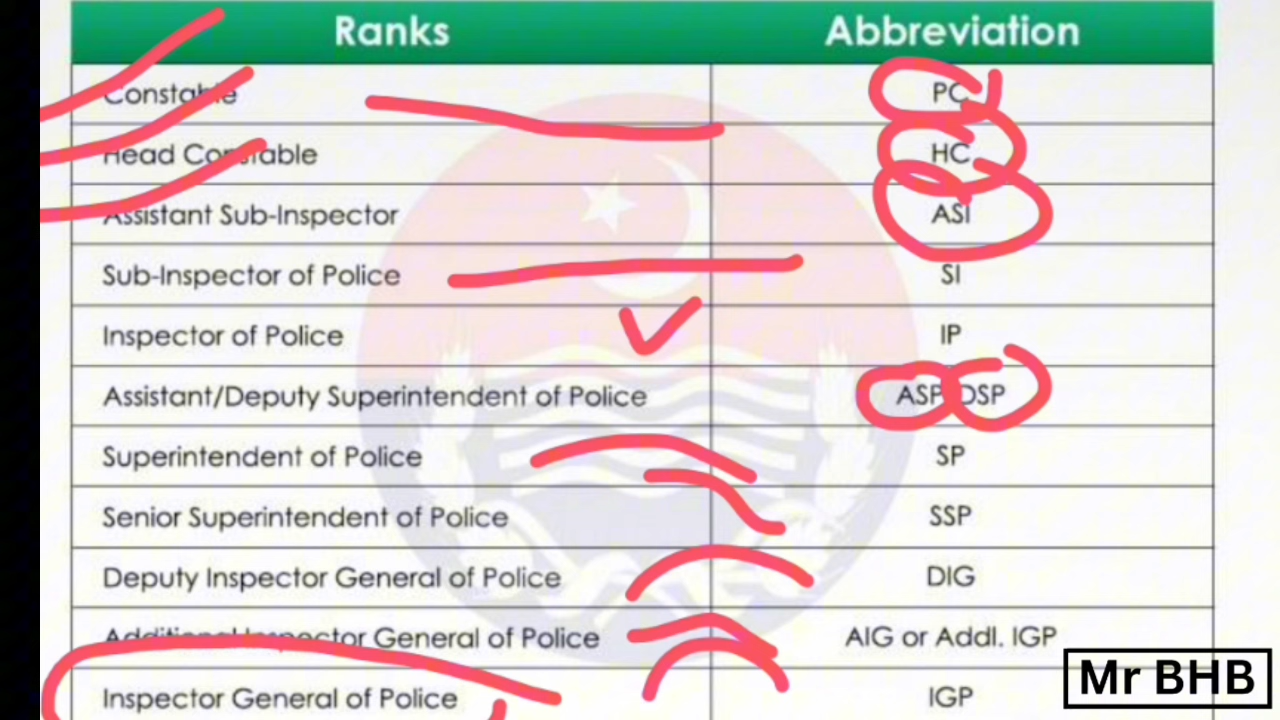 Ranks Abbreviation
Constable PC
Head Constable HC
Assistant Sub-Inspector ASI
Sub-Inspector of Police SI
Inspector of Police IP
Assistant/Deputy Superintendent of Police ASP/DSP
Superintendent of Police SP
Senior Superintendent of Police SSP
Deputy Inspector General of Police DIG
Additional Inspector General of Police AIG or Addl. IGP
Inspector General of Police IGP
Mr BHB